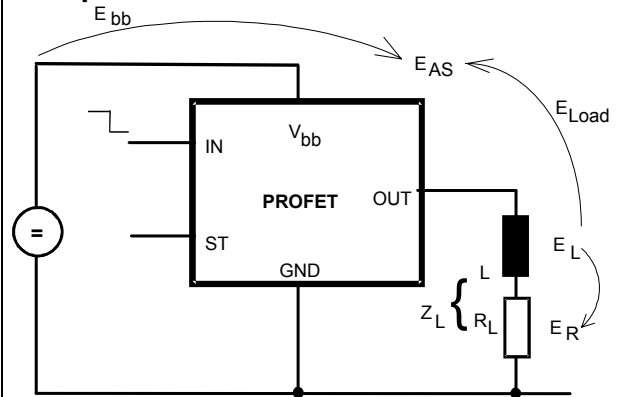 E bb
E AS
E Load
IN
V bb
PROFET
OUT
=
ST
GND
E L
L
Z L { R L
E R